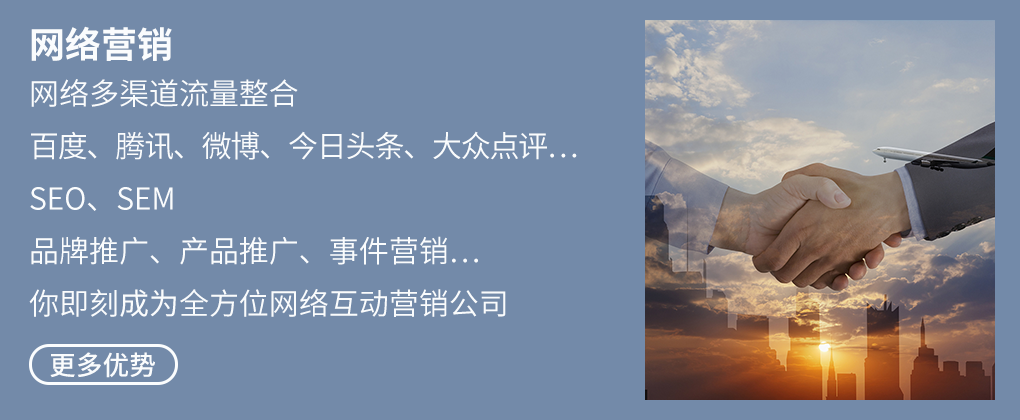 网络营销
网络多渠道流量整合
百度、腾讯、微博、今日头条、大众点评...
SEO、SEM
品牌推广、产品推广、事件营销...
你即刻成为全方位网络互动营销公司
更多优势